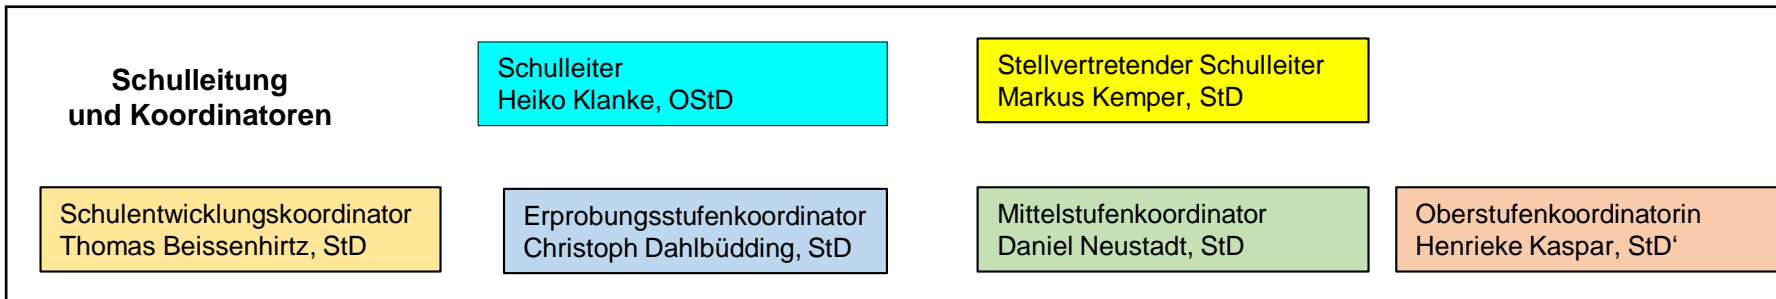 Schulleitung
und Koordinatoren
Schulleiter
Heiko Klanke, OStD
Stellvertretender Schulleiter
Markus Kemper, StD
Schulentwicklungskoordinator
Thomas Beissenhirtz, StD
Erprobungsstufenkoordinator
Christoph Dahlbüdding, StD
Mittelstufenkoordinator
Daniel Neustadt, StD
Oberstufenkoordinatorin
Henrieke Kaspar, StD‘